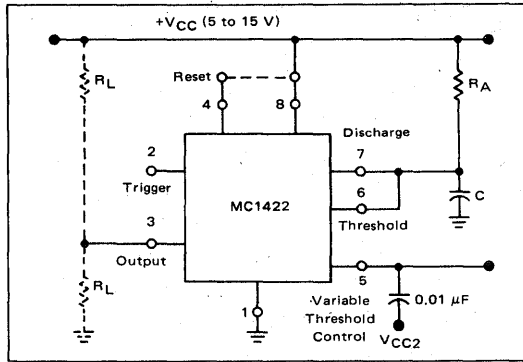 +VCC (5 to 15 V)
RL
Reset
4
8
RA
Discharge
2
7
Trigger
6
MC1422
C
3
Threshold
Output
5
RL
1
Variable
Threshold
Control
0.01 µF
VCC2